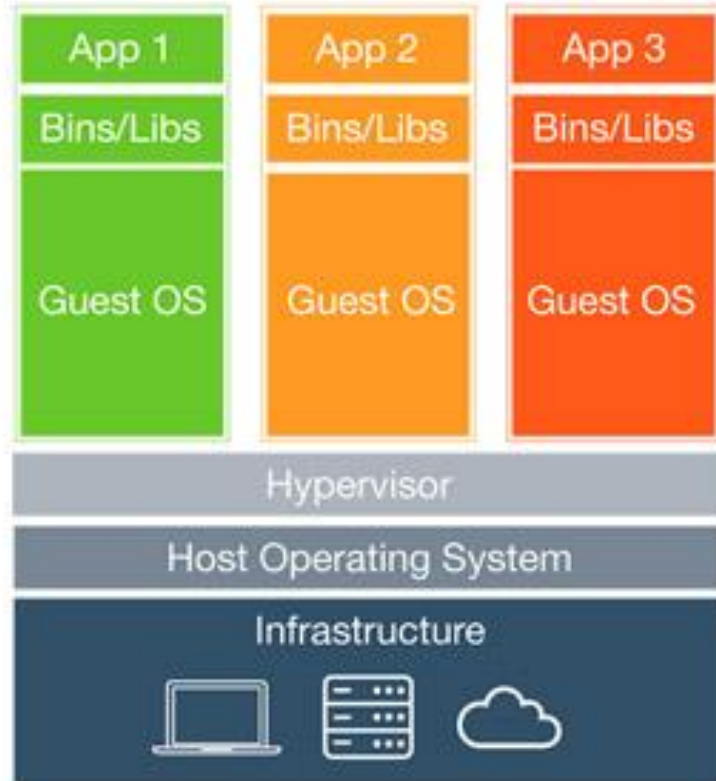 App 1
App 2
App 3
Bins/Libs
Bins/Libs
Bins/Libs
Guest OS
Guest OS
Guest OS
Hypervisor
Host Operating System
Infrastructure